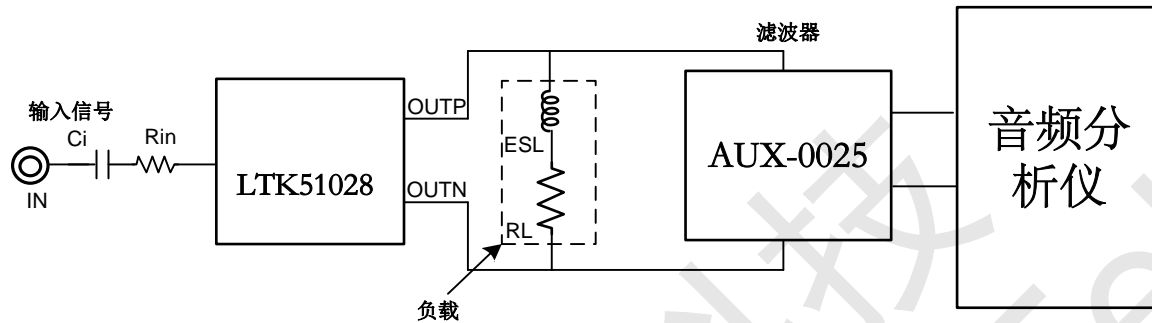 滤波器
输入信号
Ci
Rin
IN
LTK51028
OUTP
OUTN
ESL
RL
负载
AUX-0025
音频分
析仪